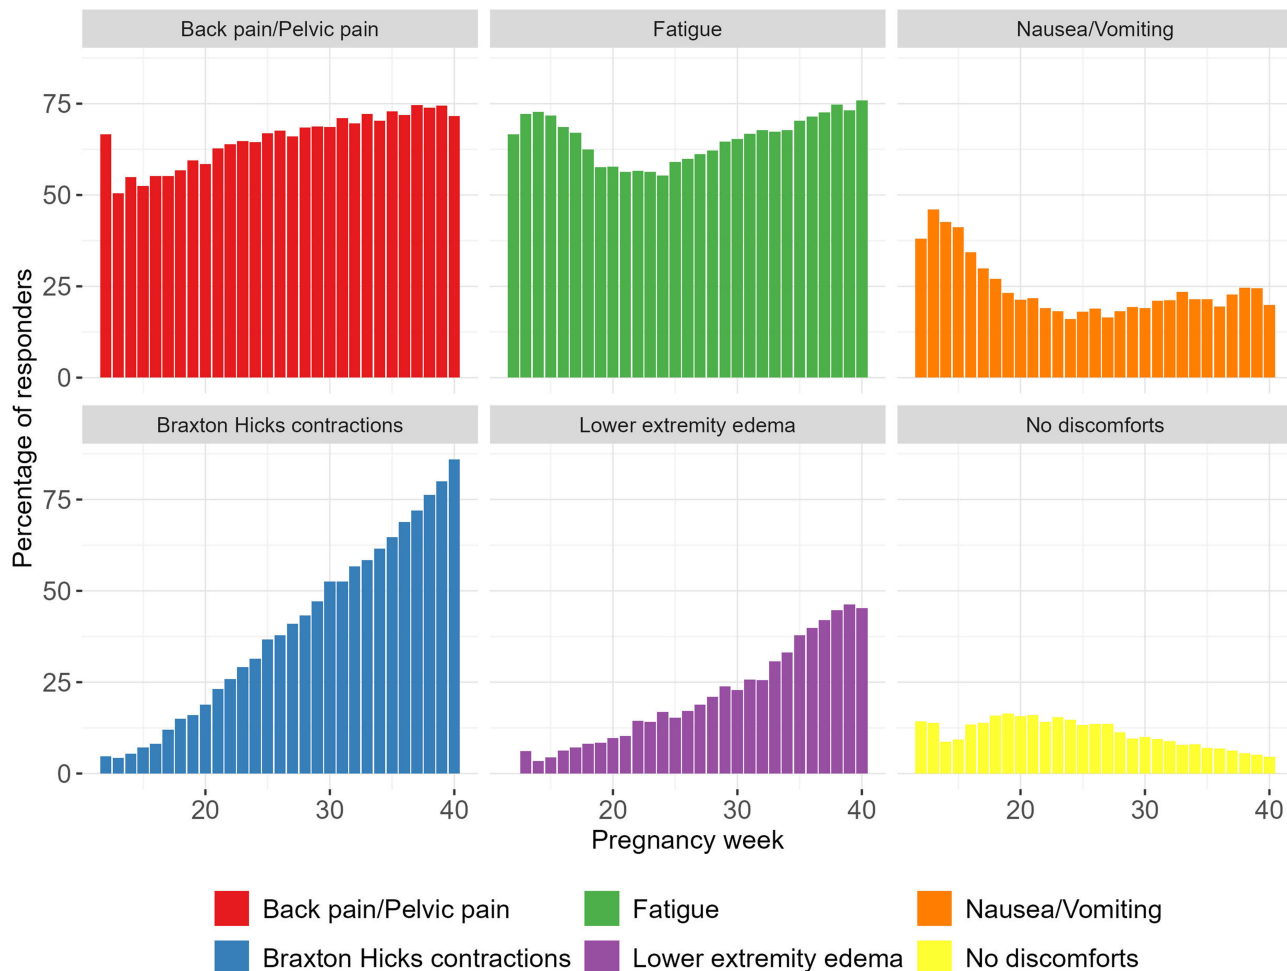 Back pain/Pelvic pain Fatigue Nausea/Vomiting
75
50
25
0
Percentage of responders
Braxton Hicks contractions Lower extremity edema No discomforts
75
50
25
0
20 30 40 20 30 40 20 30 40
Pregnancy week
Back pain/Pelvic pain Fatigue Nausea/Vomiting
Braxton Hicks contractions Lower extremity edema No discomforts